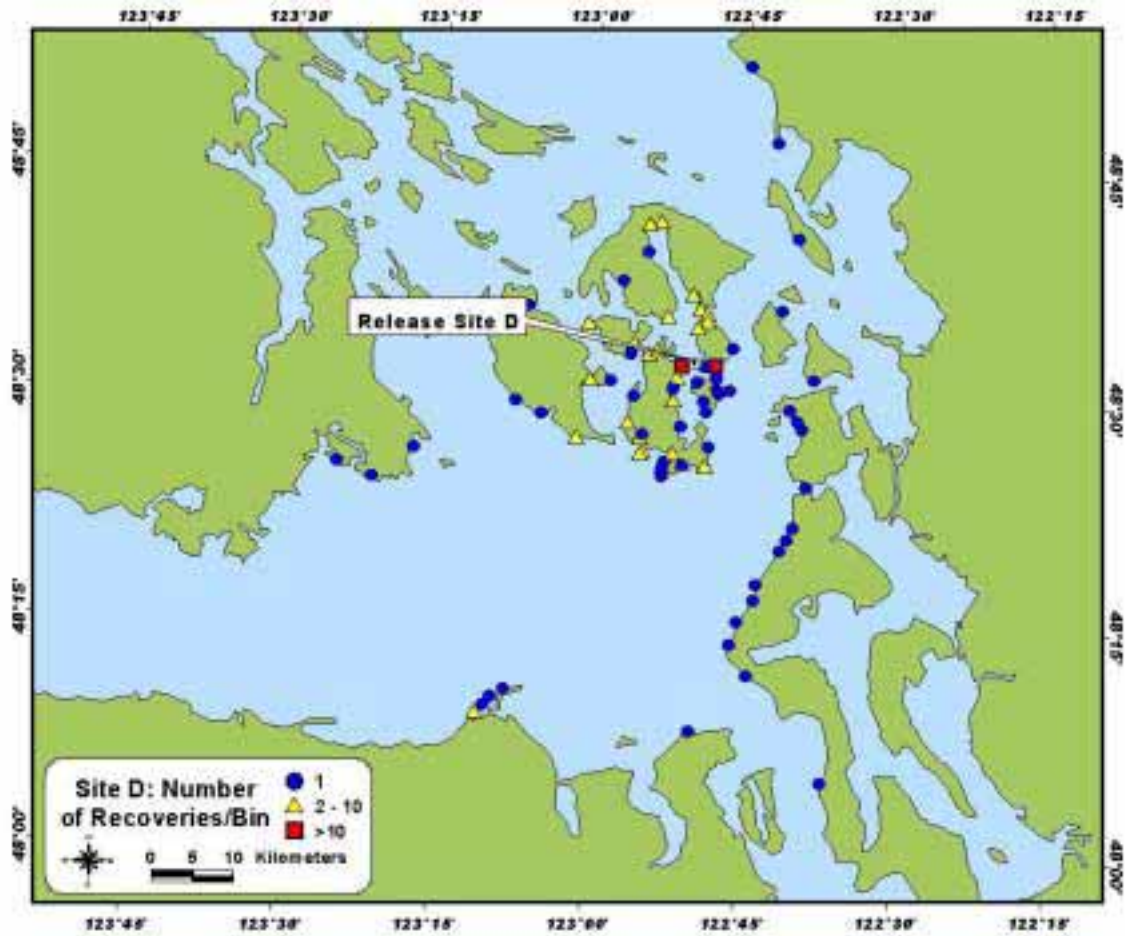 123°45' 123°30' 123°15' 123°00' 122°45' 122°30' 122°15'
48°45'
48°45'
Release Site D
48°30'
48°30'
48°15'
48°15'
Site D: Number
of Recoveries/Bin
1
2 - 10
>10
0 5 10 Kilometers
48°00'
48°00'
123°45' 123°30' 123°15' 123°00' 122°45' 122°30' 122°15'